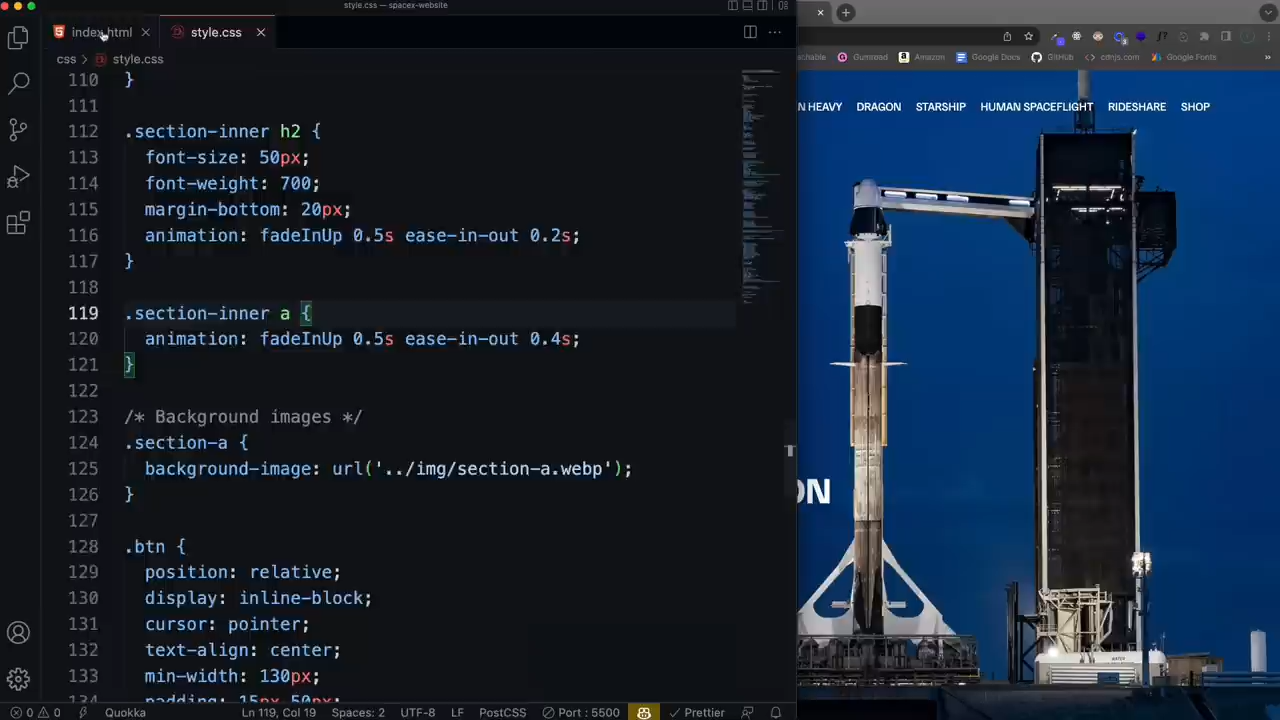 style.css — spacex-website
index.html
style.css
css
style.css
110 }
111
112 .section-inner h2 {
113 font-size: 50px;
114 font-weight: 700;
115 margin-bottom: 20px;
116 animation: fadeInUp 0.5s ease-in-out 0.2s;
117 }
118
119 .section-inner a {
120 animation: fadeInUp 0.5s ease-in-out 0.4s;
121 }
122
123 /* Background images */
124 .section-a {
125 background-image: url('../img/section-a.webp');
126 }
127
128 .btn {
129 position: relative;
130 display: inline-block;
131 cursor: pointer;
132 text-align: center;
133 min-width: 130px;
134 padding: 15px 50px;
0 0 Quokka Ln 119, Col 19 Spaces: 2 UTF-8 LF PostCSS Port : 5500 Prettier
Gumroad Amazon Google Docs GitHub cdnjs.com Google Fonts »
N HEAVY DRAGON STARSHIP HUMAN SPACEFLIGHT RIDESHARE SHOP
ON
WATER